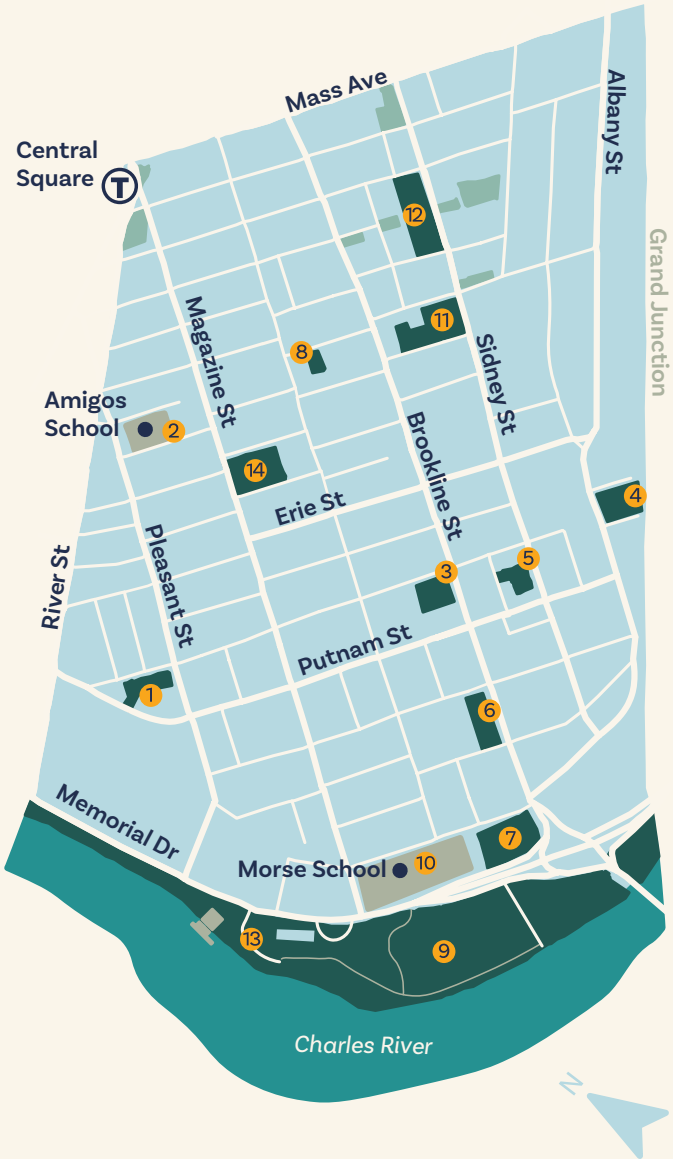 Mass Ave
Albany St
Central
Square
T
12
Grand Junction
Magazine St
11
8
Sidney St
Amigos
School
2
Brookline St
14
4
Erie St
Pleasant St
River St
5
3
Putnam St
1
6
Memorial Dr
7
Morse School
10
13
9
Charles River
N